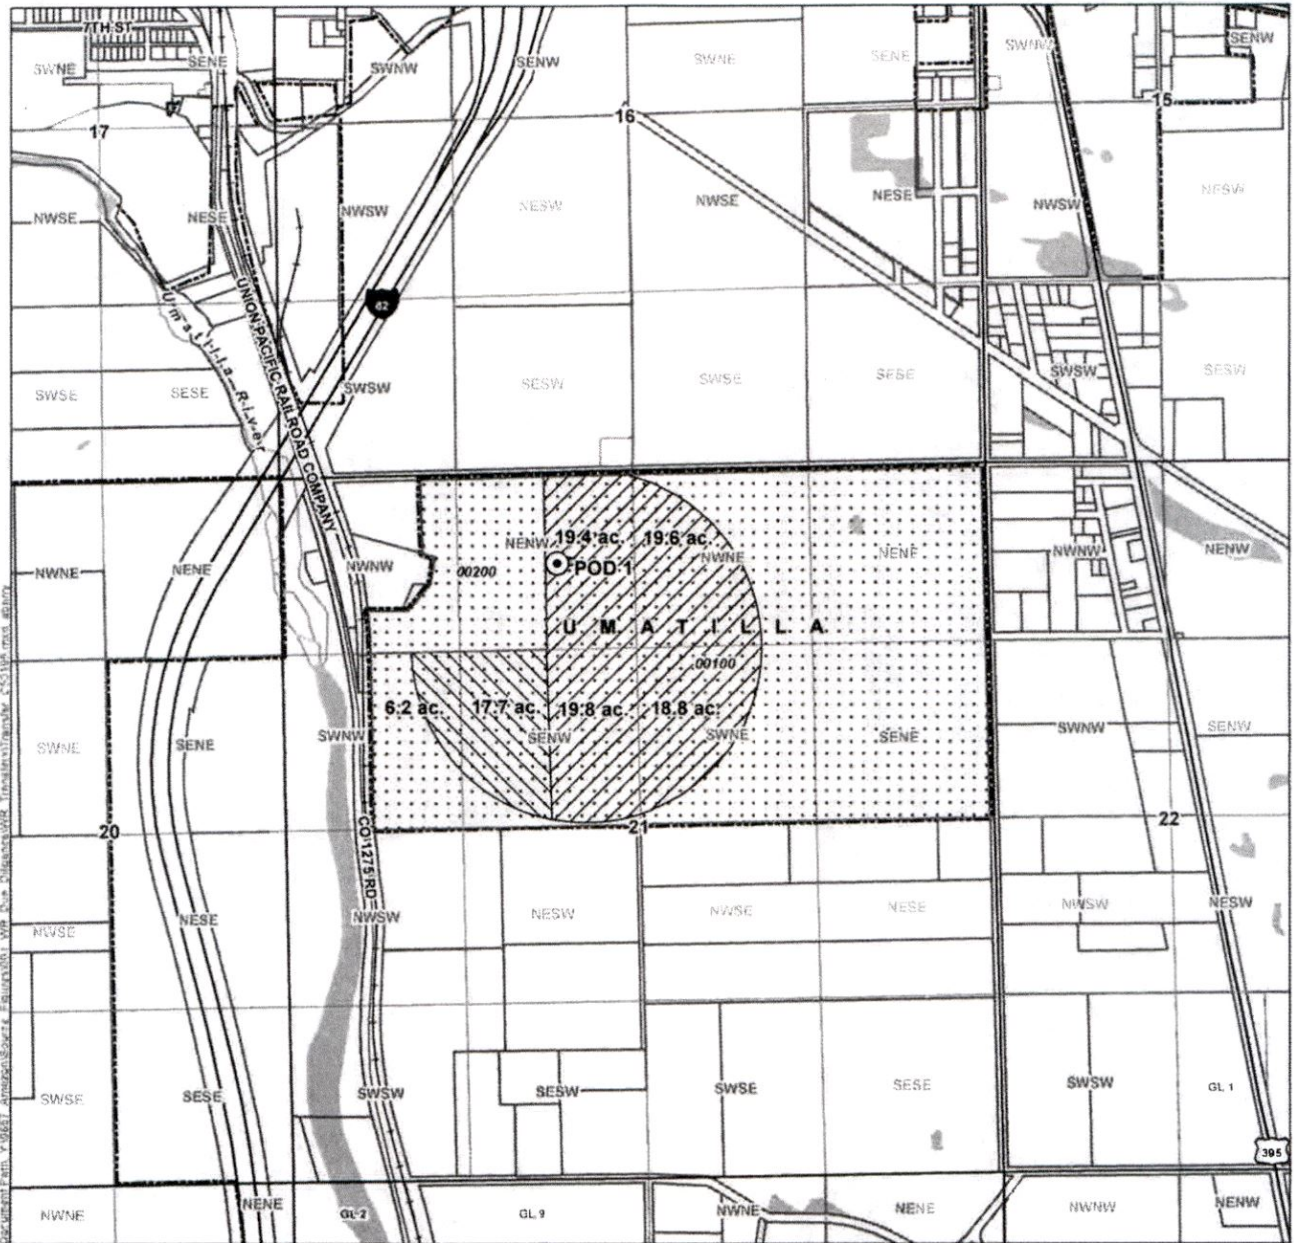 7TH ST
SWNE
SENE
SWNW
SENW
SWNE
SENE
SWNW
SENW
17
16
15
NWSE
NESE
NWSW
NESW
NWSE
NESE
NWSW
NESW
UNION PACIFIC RAILROAD COMPANY
Umatilla River
82
SWSE
SESE
SWSW
SESW
SWSE
SESE
SWSW
SESW
NWNE
NENE
NWNW
NENW
19.4 ac.
19.6 ac.
NWNE
NENE
NWNW
NENW
00200
POD 1
UMATILLA
00100
6.2 ac.
17.7 ac.
19.8 ac.
18.8 ac.
SWNE
SENE
SWNW
SENW
SWNE
SENE
SWNW
SENW
20
21
22
CO 1275 RD
NWSE
NESE
NWSW
NESW
NWSE
NESE
NWSW
NESW
SWSE
SESE
SWSW
SESW
SWSE
SESE
SWSW
GL 1
395
NWNE
NENE
GL 2
GL 9
NWNE
NENE
NWNW
NENW